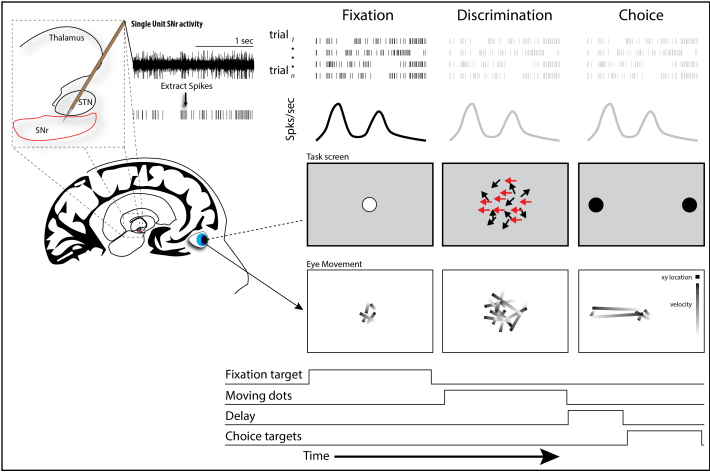 Fixation Discrimination Choice
Single Unit SNr activity
1 sec
Thalamus
STN
SNr
Extract Spikes
trial 1
trial n
Spks/sec
Task screen
Eye Movement
xy location
velocity
Fixation target
Moving dots
Delay
Choice targets
Time